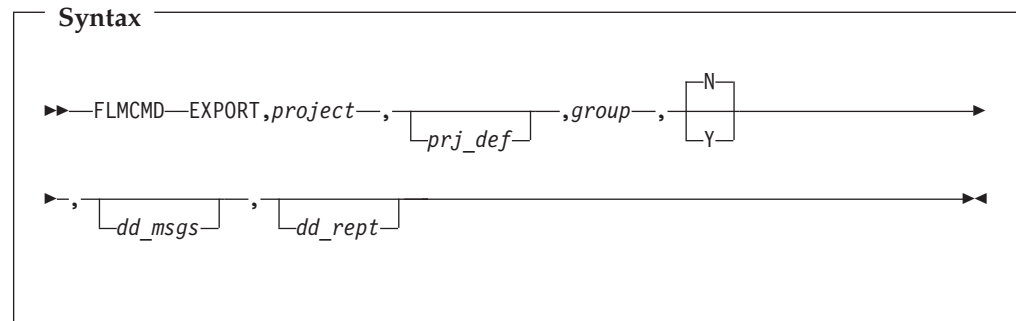 Syntax
N
FLMCMD EXPORT,project , ,group ,
prj_def Y
, ,
dd_msgs dd_rept